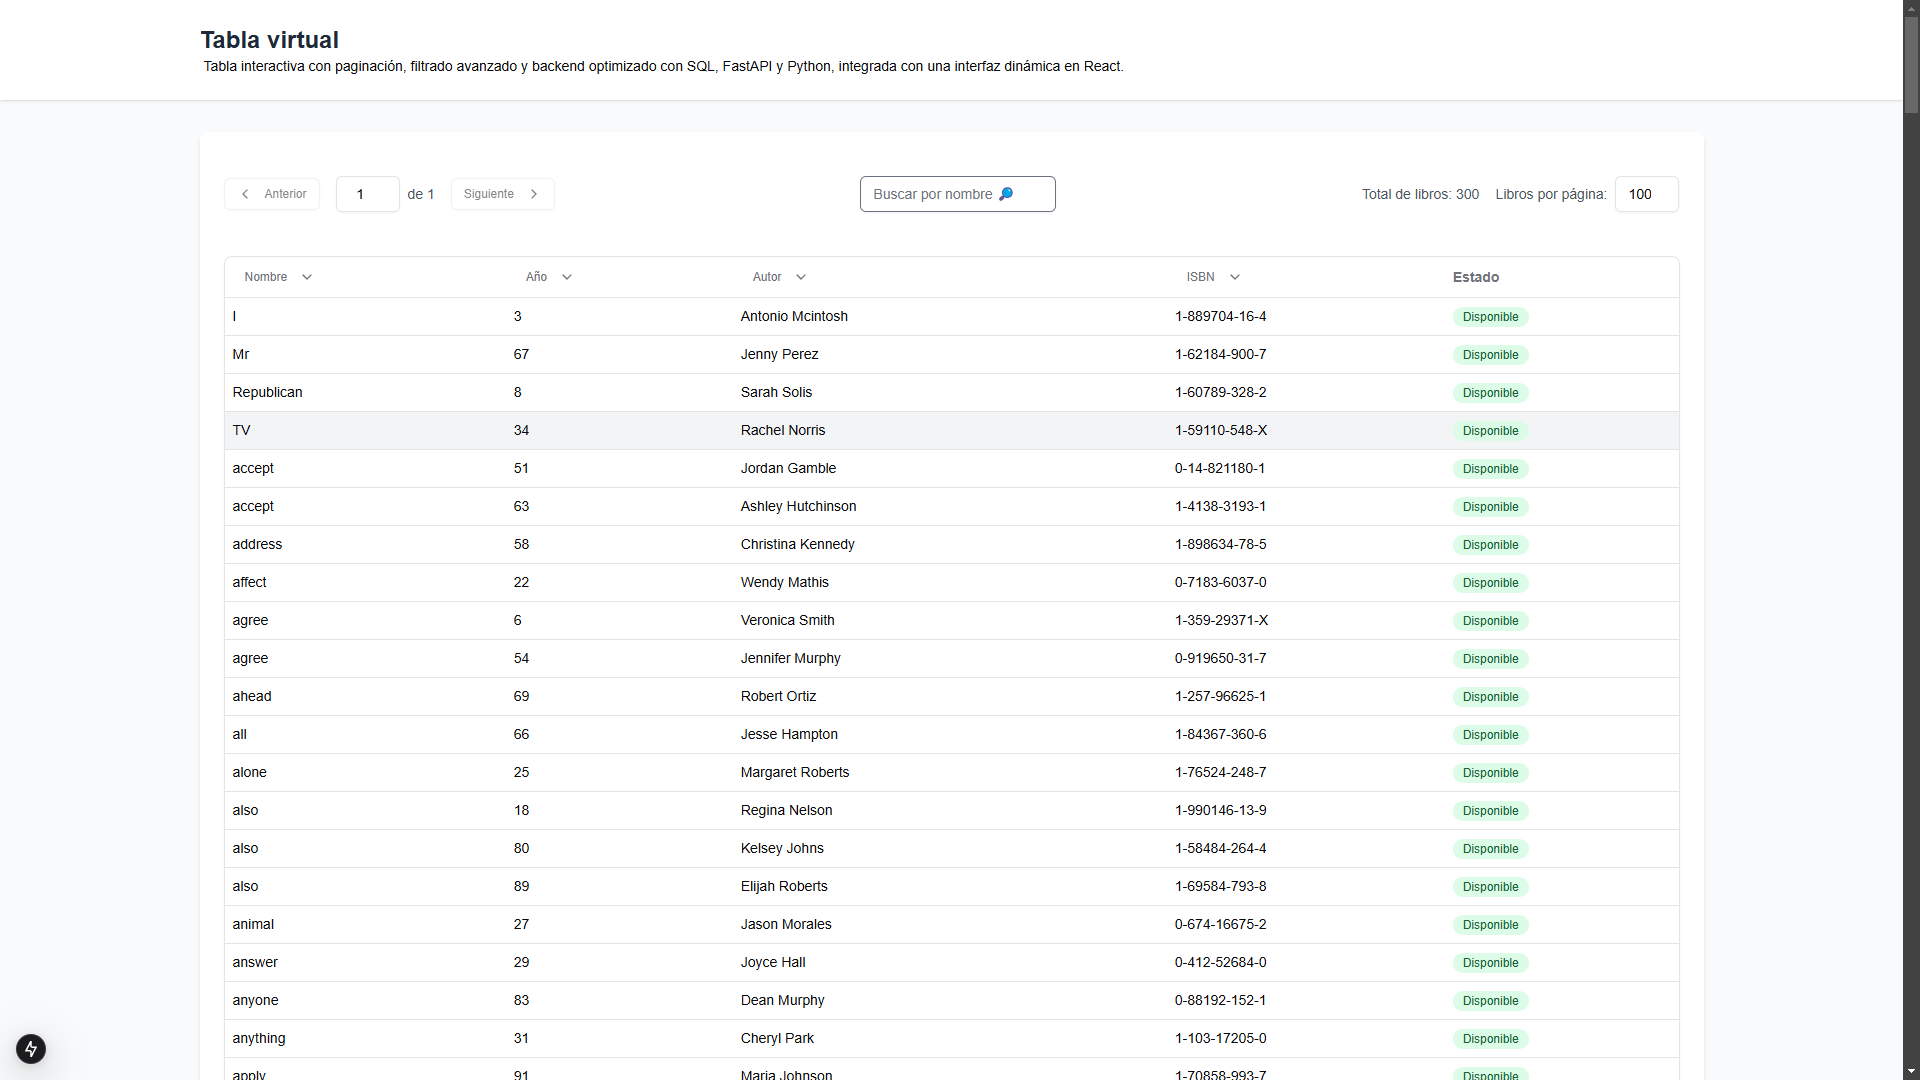 Tabla virtual
Tabla interactiva con paginación, filtrado avanzado y backend optimizado con SQL, FastAPI y Python, integrada con una interfaz dinámica en React.
Anterior 1 de 1 Siguiente Buscar por nombre Total de libros: 300 Libros por página: 100
Nombre Año Autor ISBN Estado
I 3 Antonio Mcintosh 1-889704-16-4 Disponible
Mr 67 Jenny Perez 1-62184-900-7 Disponible
Republican 8 Sarah Solis 1-60789-328-2 Disponible
TV 34 Rachel Norris 1-59110-548-X Disponible
accept 51 Jordan Gamble 0-14-821180-1 Disponible
accept 63 Ashley Hutchinson 1-4138-3193-1 Disponible
address 58 Christina Kennedy 1-898634-78-5 Disponible
affect 22 Wendy Mathis 0-7183-6037-0 Disponible
agree 6 Veronica Smith 1-359-29371-X Disponible
agree 54 Jennifer Murphy 0-919650-31-7 Disponible
ahead 69 Robert Ortiz 1-257-96625-1 Disponible
all 66 Jesse Hampton 1-84367-360-6 Disponible
alone 25 Margaret Roberts 1-76524-248-7 Disponible
also 18 Regina Nelson 1-990146-13-9 Disponible
also 80 Kelsey Johns 1-58484-264-4 Disponible
also 89 Elijah Roberts 1-69584-793-8 Disponible
animal 27 Jason Morales 0-674-16675-2 Disponible
answer 29 Joyce Hall 0-412-52684-0 Disponible
anyone 83 Dean Murphy 0-88192-152-1 Disponible
anything 31 Cheryl Park 1-103-17205-0 Disponible
apply 91 Maria Johnson 1-70858-993-7 Disponible